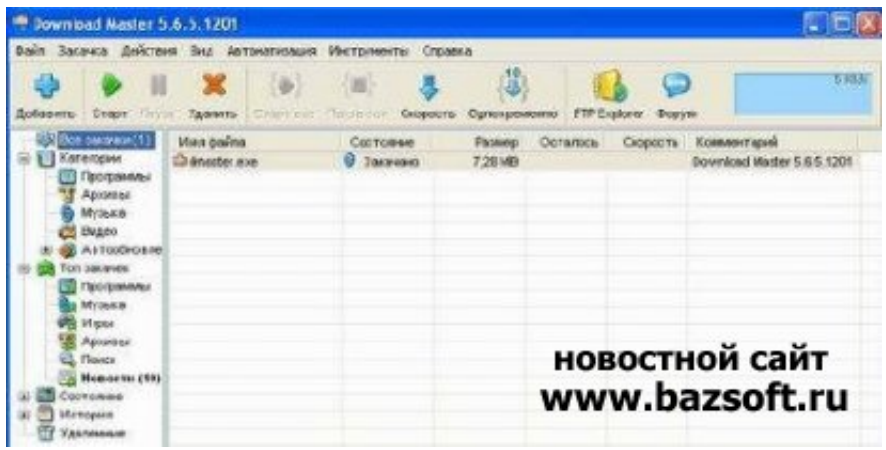 Download Master 5.6.5.1201
Файл Закачка Действия Вид Автоматизация Инструменты Справка
Добавить Старт Пауза Удалить Скорость Одновременно FTP Explorer Форум
Все закачки(1)
Имя файла Состояние Размер Осталось Скорость Комментарий
Категории
dmaster.exe Закачано 7,28 MB Download Master 5.6.5.1201
Программы
Архивы
Музыка
Видео
Автообновле
Топ закачек
Программы
Музыка
Игры
Архивы
Поиск
Новости (59)
Состояние
История
Удаленные
новостной сайт
www.bazsoft.ru